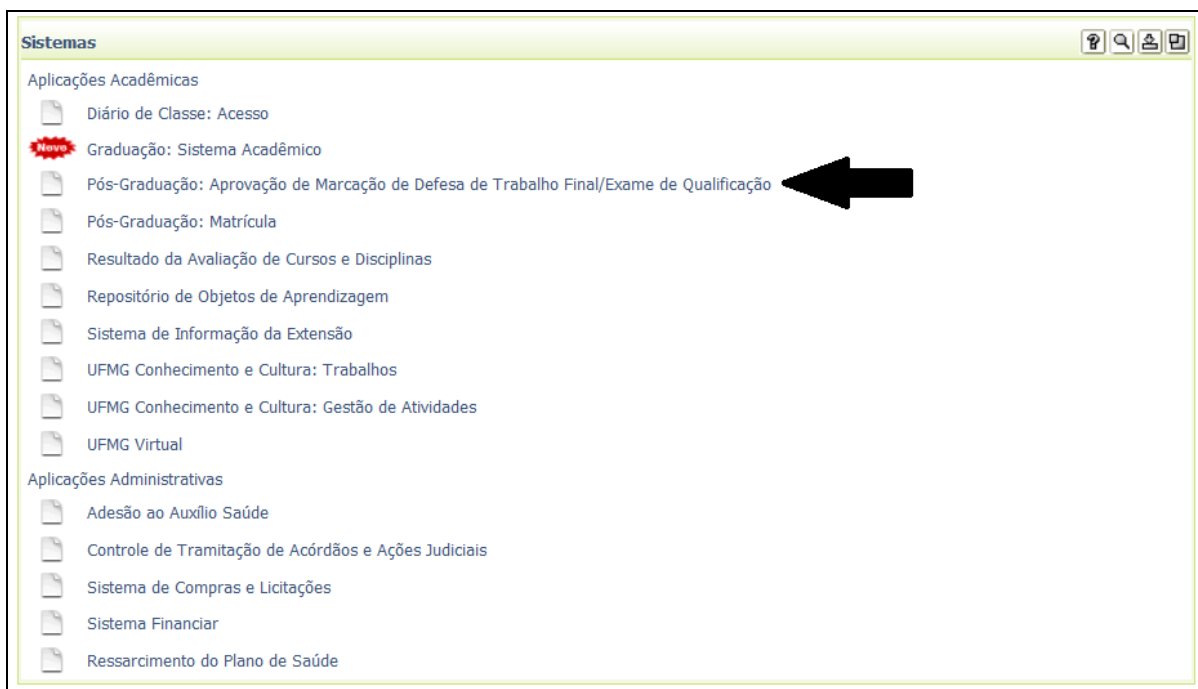 Sistemas
Aplicações Acadêmicas
Diário de Classe: Acesso
Novo Graduação: Sistema Acadêmico
Pós-Graduação: Aprovação de Marcação de Defesa de Trabalho Final/Exame de Qualificação
Pós-Graduação: Matrícula
Resultado da Avaliação de Cursos e Disciplinas
Repositório de Objetos de Aprendizagem
Sistema de Informação da Extensão
UFMG Conhecimento e Cultura: Trabalhos
UFMG Conhecimento e Cultura: Gestão de Atividades
UFMG Virtual
Aplicações Administrativas
Adesão ao Auxílio Saúde
Controle de Tramitação de Acórdãos e Ações Judiciais
Sistema de Compras e Licitações
Sistema Financiar
Ressarcimento do Plano de Saúde